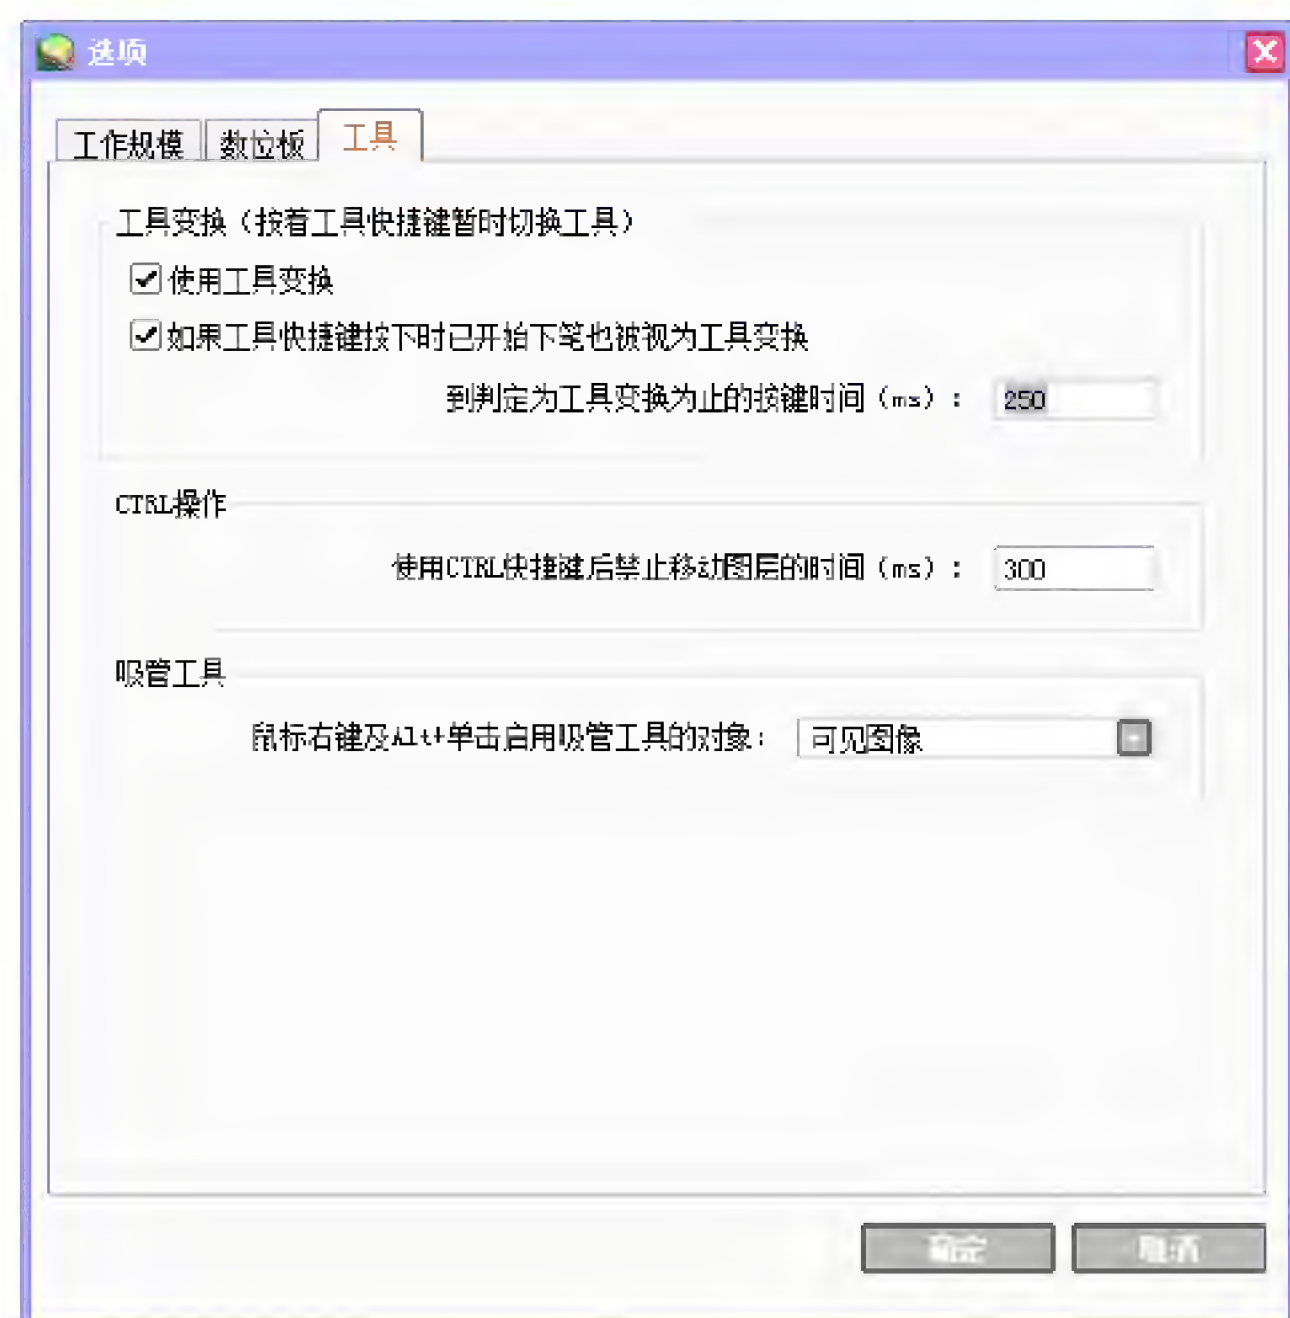 选项
工作规模 数位板 工具
工具变换（按着工具快捷键暂时切换工具）
使用工具变换
如果工具快捷键按下时已开始下笔也被视为工具变换
到判定为工具变换为止的按键时间（ms）： 250
CTRL操作
使用CTRL快捷键后禁止移动图层的时间（ms）： 300
吸管工具
鼠标右键及Alt+单击启用吸管工具的对象： 可见图像
确定 取消